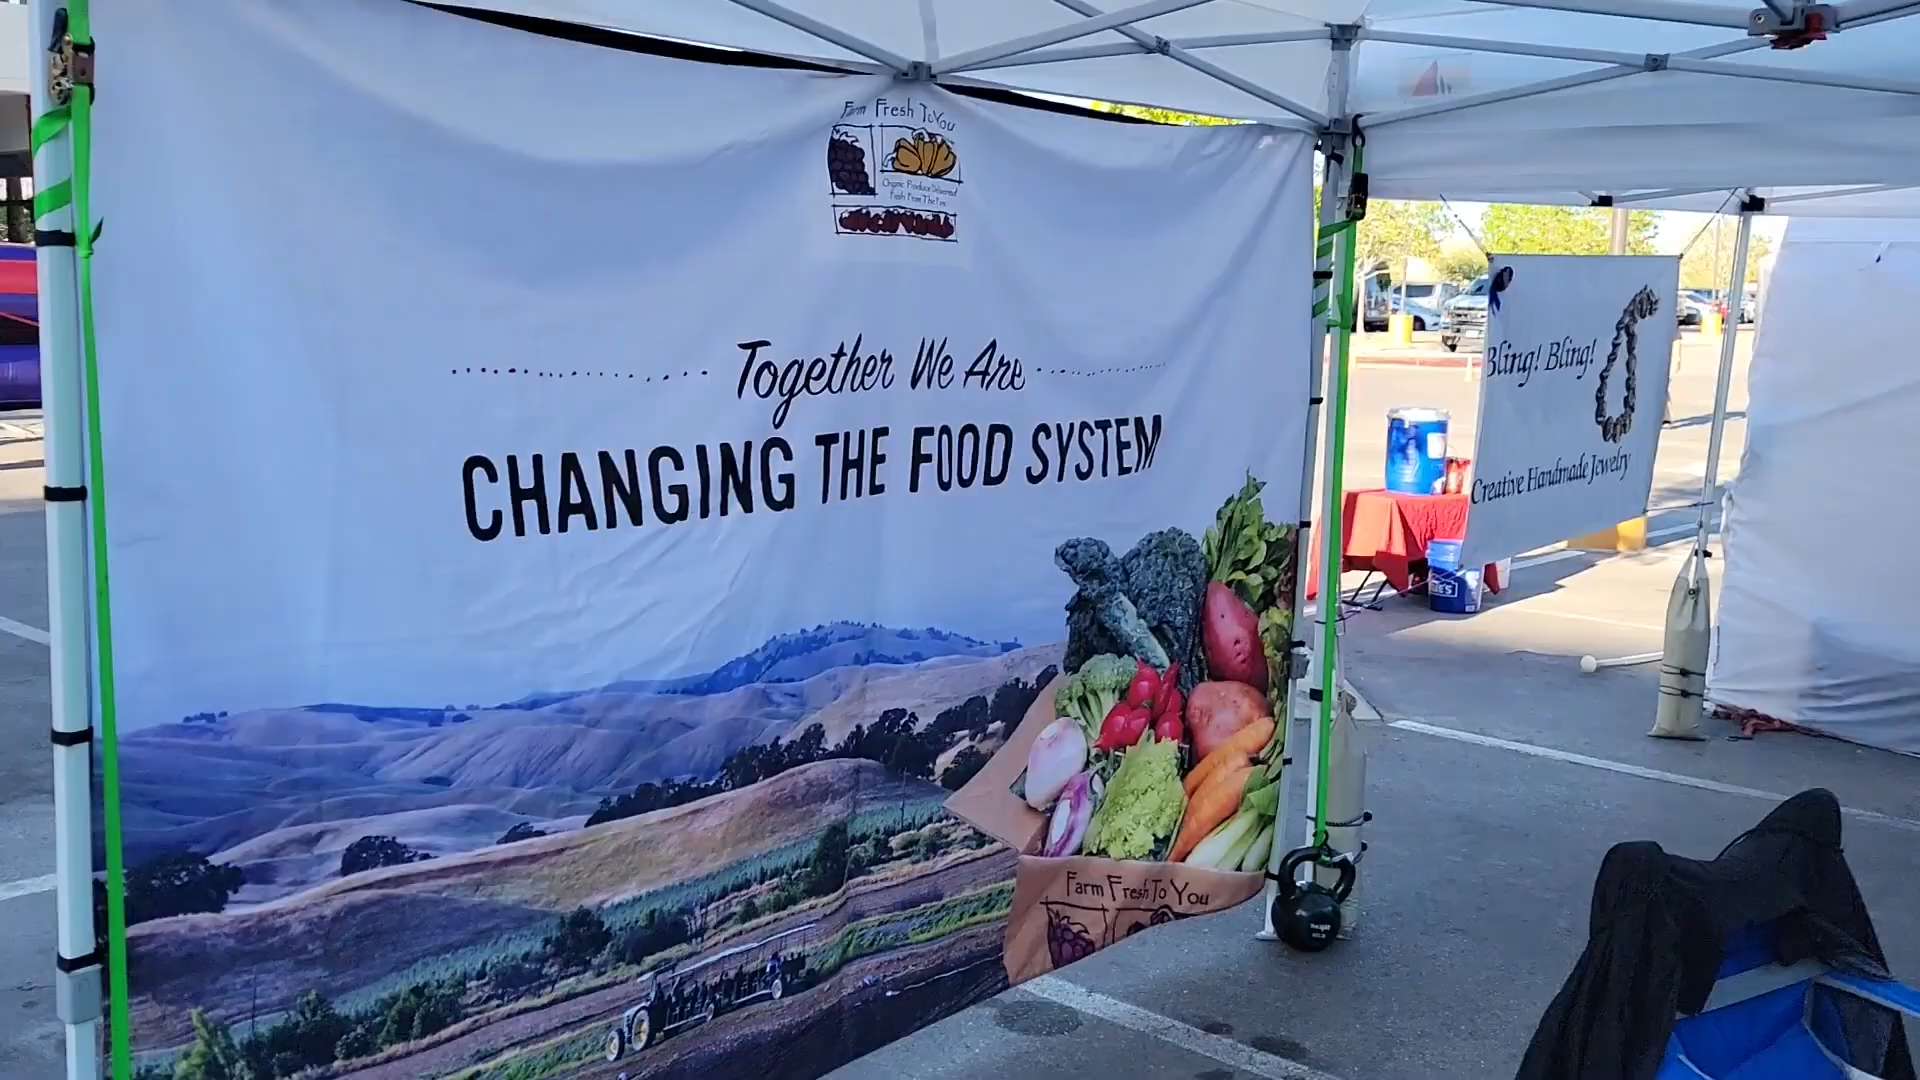 Farm Fresh To You
Organic Produce Delivered
Fresh From The Farm
Together We Are
CHANGING THE FOOD SYSTEM
Farm Fresh To You
Bling! Bling!
Creative Handmade Jewelry